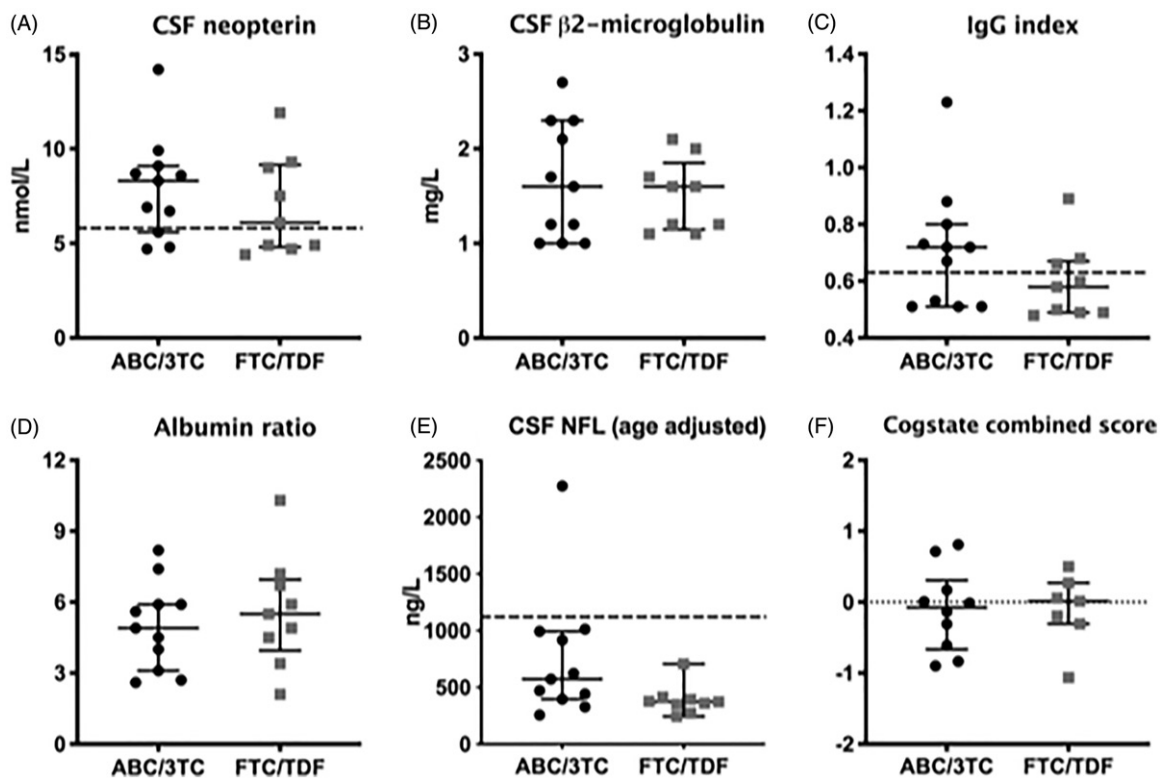 (A) CSF neopterin
15
10
5
0
nmol/L
ABC/3TC FTC/TDF
(B) CSF β2-microglobulin
3
2
1
0
mg/L
ABC/3TC FTC/TDF
(C) IgG index
1.4
1.2
1.0
0.8
0.6
0.4
ABC/3TC FTC/TDF
(D) Albumin ratio
12
9
6
3
0
ABC/3TC FTC/TDF
(E) CSF NFL (age adjusted)
2500
2000
1500
1000
500
0
ng/L
ABC/3TC FTC/TDF
(F) Cogstate combined score
2
1
0
-1
-2
ABC/3TC FTC/TDF